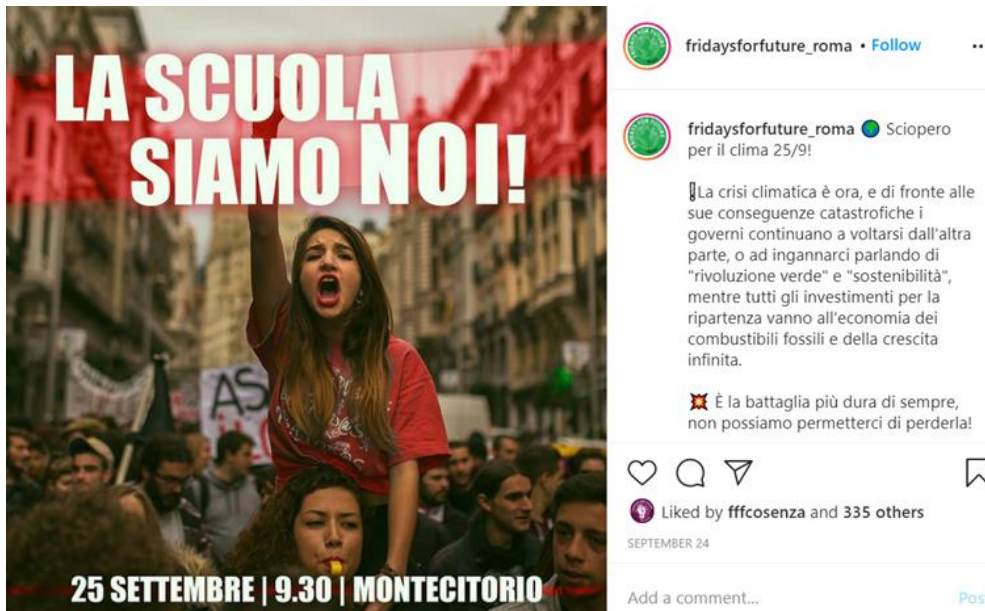 LA SCUOLA
SIAMO NOI!
AS
25 SETTEMBRE | 9.30 | MONTECITORIO
fridaysforfuture_roma • Follow
fridaysforfuture_roma 🌍 Sciopero
per il clima 25/9!
❗La crisi climatica è ora, e di fronte alle
sue conseguenze catastrofiche i
governi continuano a voltarsi dall'altra
parte, o ad ingannarci parlando di
"rivoluzione verde" e "sostenibilità",
mentre tutti gli investimenti per la
ripartenza vanno all'economia dei
combustibili fossili e della crescita
infinita.
💥 È la battaglia più dura di sempre,
non possiamo permetterci di perderla!
Liked by fffcosenza and 335 others
SEPTEMBER 24
Add a comment...
Pos